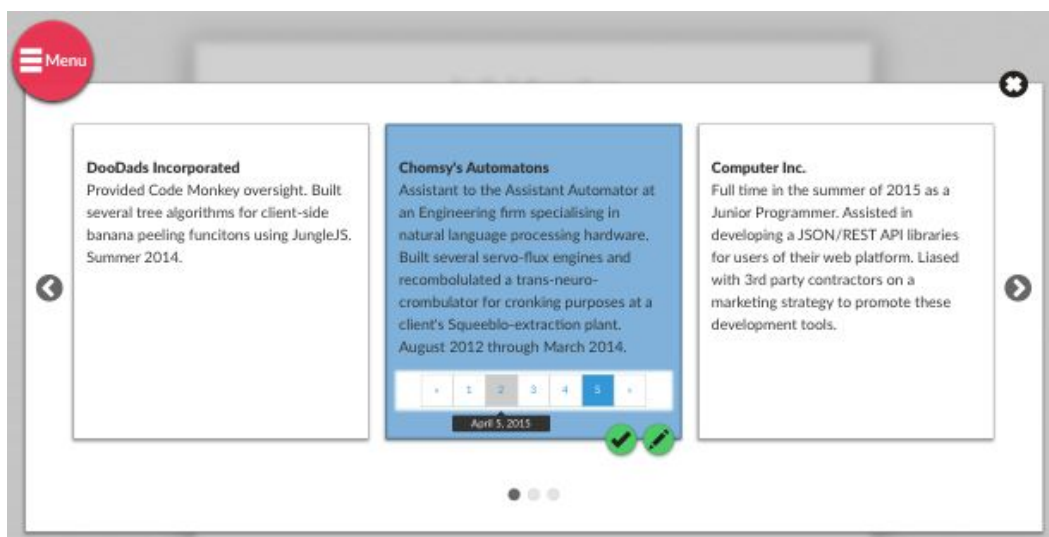 Menu
DooDads Incorporated
Provided Code Monkey oversight. Built
several tree algorithms for client-side
banana peeling funcitons using JungleJS.
Summer 2014.
Chomsy's Automatons
Assistant to the Assistant Automator at
an Engineering firm specialising in
natural language processing hardware.
Built several servo-flux engines and
recombolulated a trans-neuro-
crombulator for cronking purposes at a
client's Squeeblo-extraction plant.
August 2012 through March 2014.
« 1 2 3 4 5 »
April 5, 2015
Computer Inc.
Full time in the summer of 2015 as a
Junior Programmer. Assisted in
developing a JSON/REST API libraries
for users of their web platform. Liased
with 3rd party contractors on a
marketing strategy to promote these
development tools.